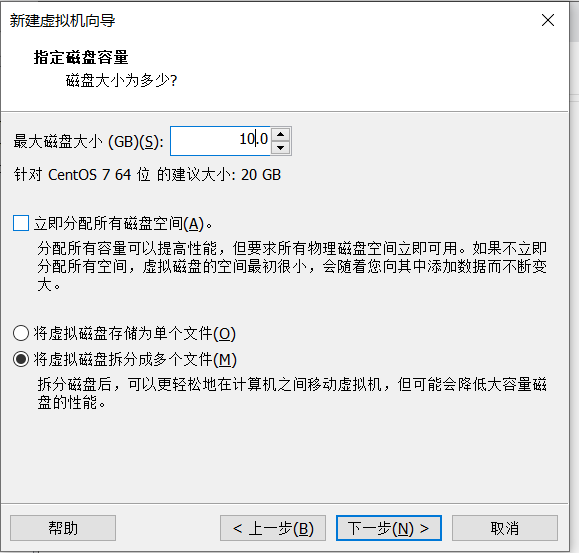 新建虚拟机向导
指定磁盘容量
磁盘大小为多少?
最大磁盘大小 (GB)(S): 10.0
针对 CentOS 7 64 位 的建议大小: 20 GB
立即分配所有磁盘空间(A)。
分配所有容量可以提高性能，但要求所有物理磁盘空间立即可用。如果不立即
分配所有空间，虚拟磁盘的空间最初很小，会随着您向其中添加数据而不断变
大。
将虚拟磁盘存储为单个文件(O)
将虚拟磁盘拆分成多个文件(M)
拆分磁盘后，可以更轻松地在计算机之间移动虚拟机，但可能会降低大容量磁
盘的性能。
帮助 < 上一步(B) 下一步(N) > 取消